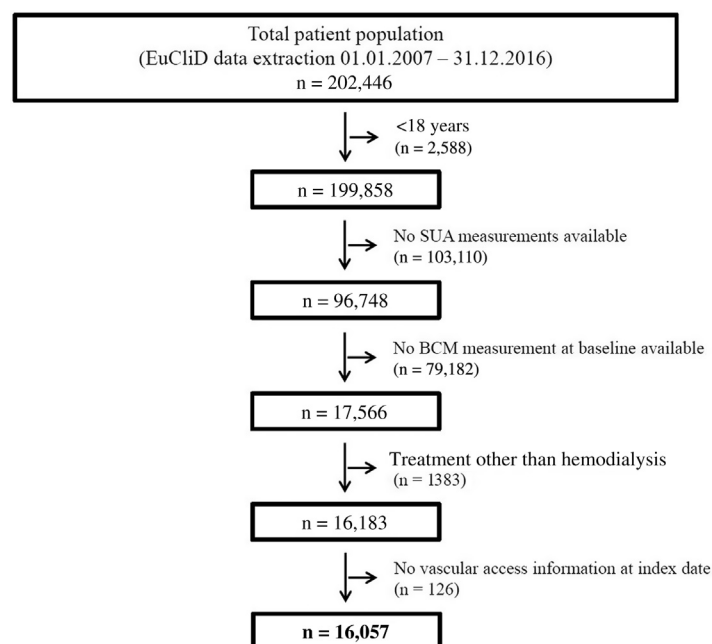 Total patient population
(EuCliD data extraction 01.01.2007 – 31.12.2016)
n = 202,446
<18 years
(n = 2,588)
n = 199,858
No SUA measurements available
(n = 103,110)
n = 96,748
No BCM measurement at baseline available
(n = 79,182)
n = 17,566
Treatment other than hemodialysis
(n = 1383)
n = 16,183
No vascular access information at index date
(n = 126)
n = 16,057